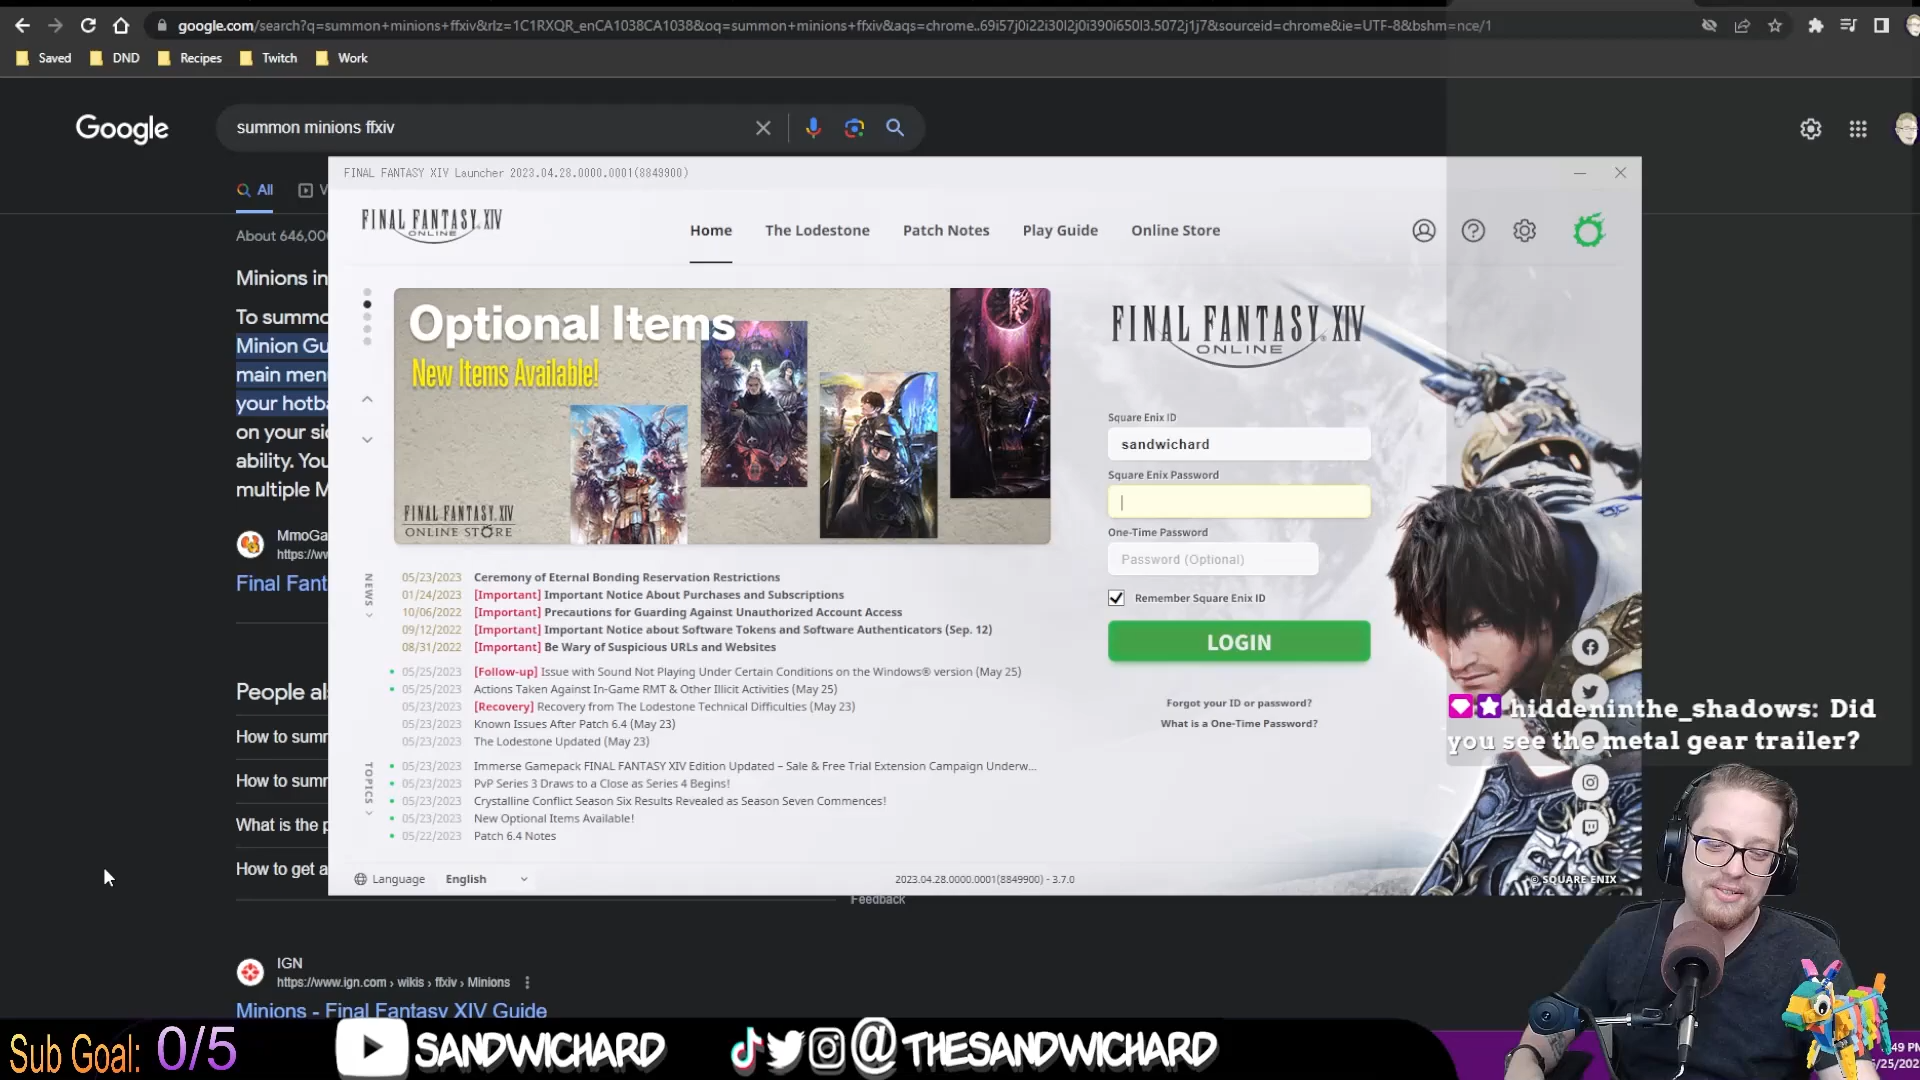 google.com/search?q=summon+minions+ffxiv&rlz=1C1RXQR_enCA1038CA1038&oq=summon+minions+ffxiv&aqs=chrome..69i57j0i22i30l2j0i390i650l3.5072j1j7&sourceid=chrome&ie=UTF-8&bshm=nce/1
Saved DND Recipes Twitch Work
Google
summon minions ffxiv
All V
About 646,00
Minions in
To summo
Minion Gu
main menu
your hotba
on your sid
ability. You
multiple M
MmoGa
https://ww
Final Fant
People al
How to sum
How to sum
What is the p
How to get a
Feedback
IGN
https://www.ign.com › wikis › ffxiv › Minions
Minions - Final Fantasy XIV Guide
FINAL FANTASY XIV Launcher 2023.04.28.0000.0001(8849900)
FINAL FANTASY XIV
ONLINE
Home The Lodestone Patch Notes Play Guide Online Store
Optional Items
New Items Available!
FINAL FANTASY XIV
ONLINE STORE
NEWS
05/23/2023 Ceremony of Eternal Bonding Reservation Restrictions
01/24/2023 [Important] Important Notice About Purchases and Subscriptions
10/06/2022 [Important] Precautions for Guarding Against Unauthorized Account Access
09/12/2022 [Important] Important Notice about Software Tokens and Software Authenticators (Sep. 12)
08/31/2022 [Important] Be Wary of Suspicious URLs and Websites
05/25/2023 [Follow-up] Issue with Sound Not Playing Under Certain Conditions on the Windows® version (May 25)
05/25/2023 Actions Taken Against In-Game RMT & Other Illicit Activities (May 25)
05/23/2023 [Recovery] Recovery from The Lodestone Technical Difficulties (May 23)
05/23/2023 Known Issues After Patch 6.4 (May 23)
05/23/2023 The Lodestone Updated (May 23)
TOPICS
05/23/2023 Immerse Gamepack FINAL FANTASY XIV Edition Updated – Sale & Free Trial Extension Campaign Underw...
05/23/2023 PvP Series 3 Draws to a Close as Series 4 Begins!
05/23/2023 Crystalline Conflict Season Six Results Revealed as Season Seven Commences!
05/23/2023 New Optional Items Available!
05/22/2023 Patch 6.4 Notes
Language English
2023.04.28.0000.0001(8849900) - 3.7.0
FINAL FANTASY XIV
ONLINE
Square Enix ID
sandwichard
Square Enix Password
One-Time Password
Password (Optional)
Remember Square Enix ID
LOGIN
Forgot your ID or password?
What is a One-Time Password?
© SQUARE ENIX
hiddeninthe_shadows: Did
you see the metal gear trailer?
Sub Goal: 0/5
SANDWICHARD
@THESANDWICHARD
:49 PM
/25/202